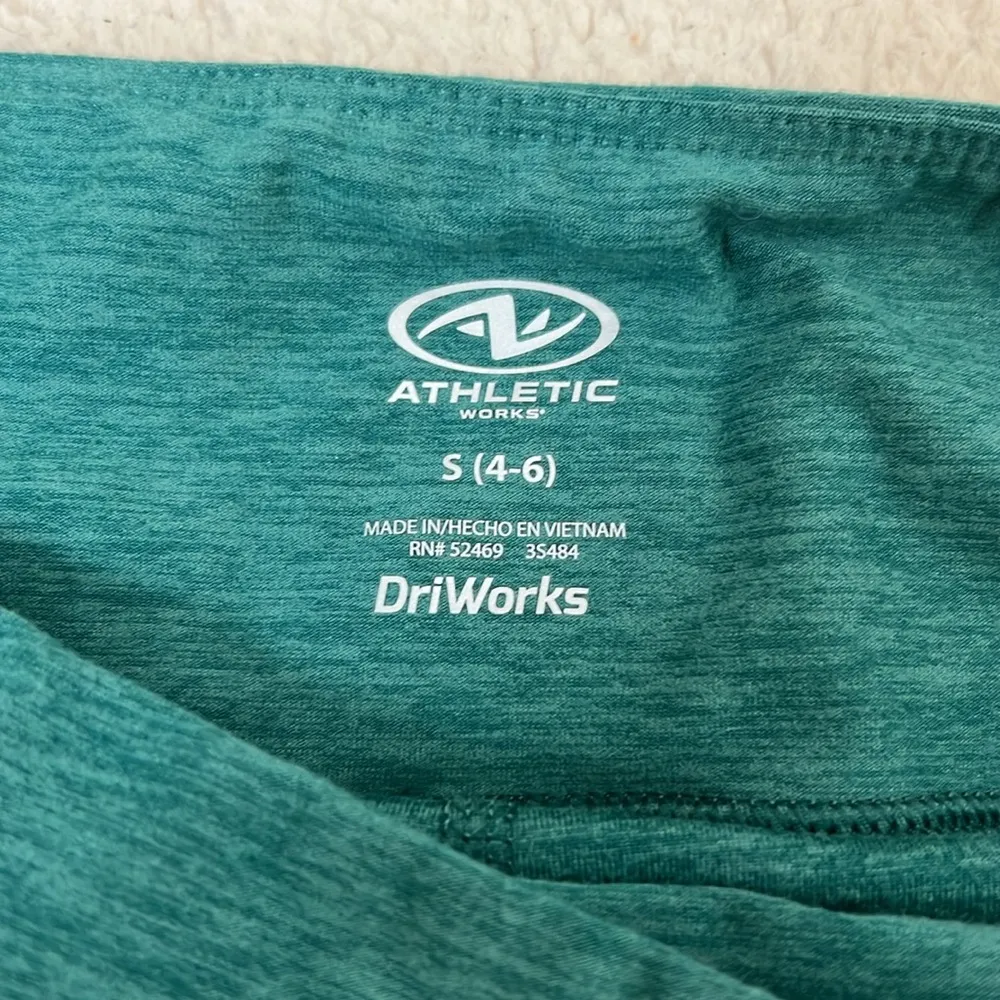 ATHLETIC
WORKS®
S (4-6)
MADE IN/HECHO EN VIETNAM
RN# 52469 3S484
DriWorks